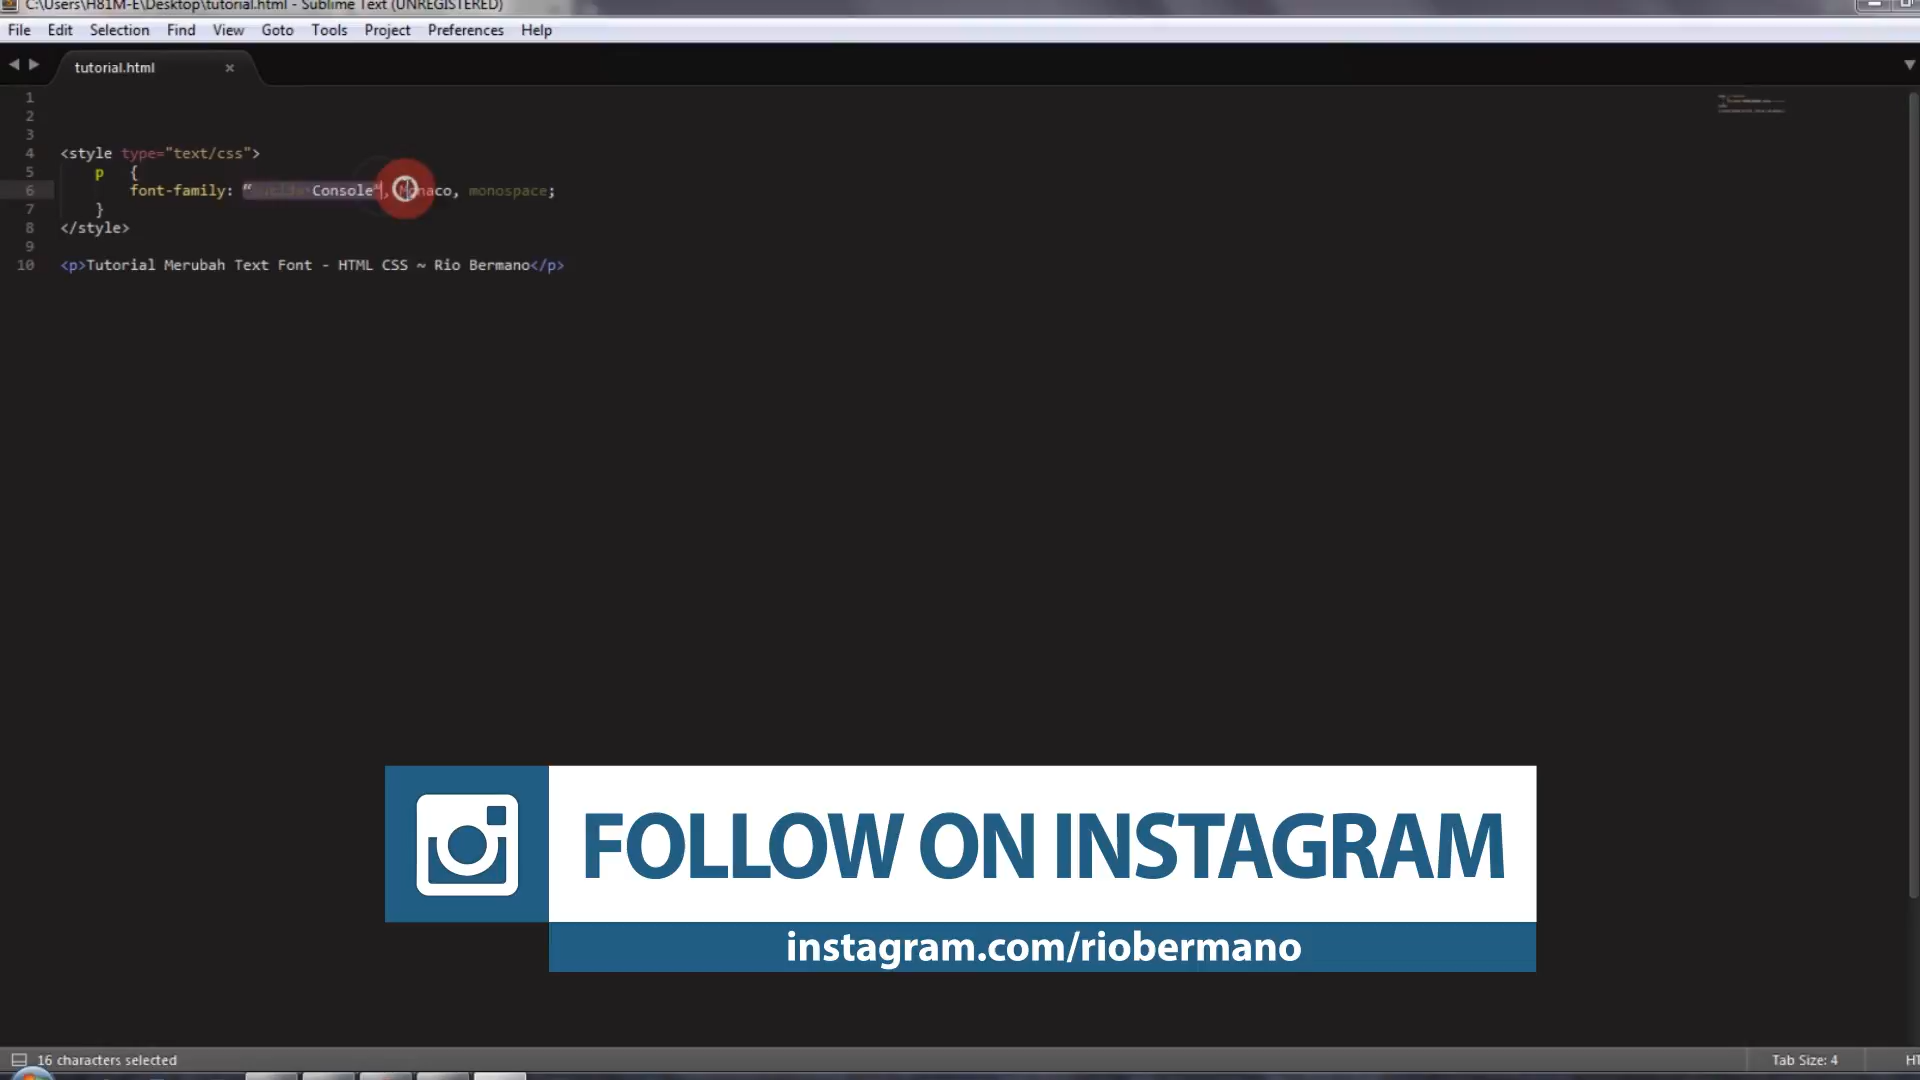 C:\Users\H81M-E\Desktop\tutorial.html - Sublime Text (UNREGISTERED)
File Edit Selection Find View Goto Tools Project Preferences Help
tutorial.html ×
1
2
3
4 <style type="text/css">
5 p {
6 font-family: “ Console", Monaco, monospace;
7 }
8 </style>
9
10 <p>Tutorial Merubah Text Font - HTML CSS ~ Rio Bermano</p>
FOLLOW ON INSTAGRAM
instagram.com/riobermano
16 characters selected Tab Size: 4